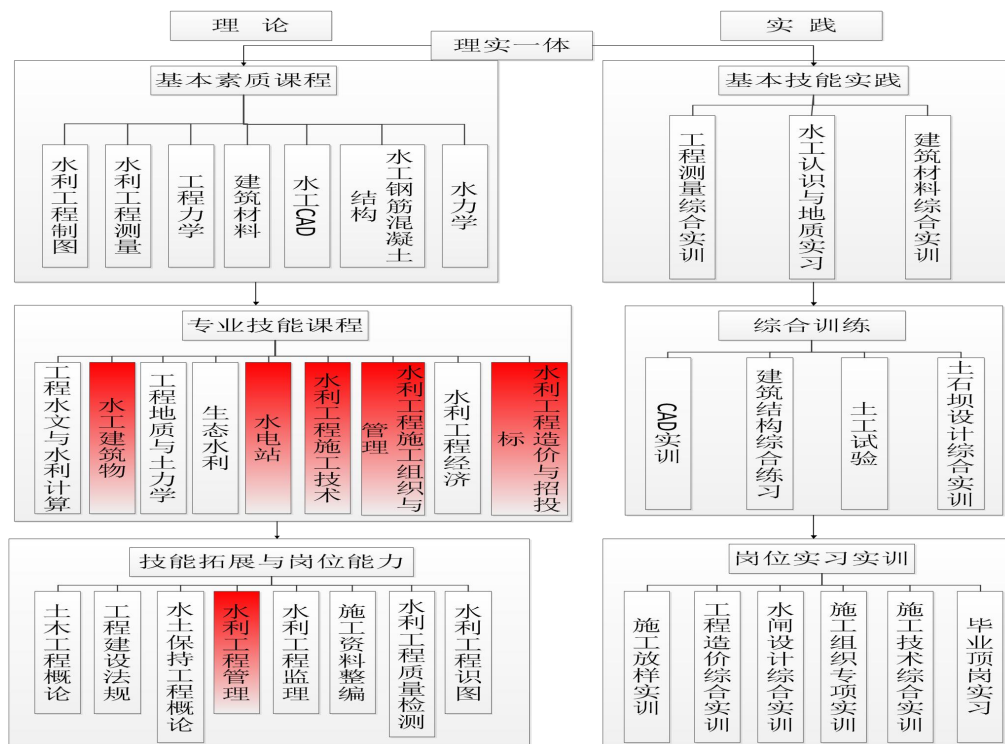 理 论
实 践
理实一体
基本素质课程
水利工程制图
水利工程测量
工程力学
建筑材料
水工CAD
水工钢筋混凝土
结构
水力学
基本技能实践
工程测量综合实训
水工认识与地质实习
建筑材料综合实训
专业技能课程
工程水文与水利计算
水工建筑物
工程地质与土力学
生态水利
水电站
水利工程施工技术
水利工程施工组织与
管理
水利工程经济
水利工程造价与招投
标
综合训练
CAD实训
建筑结构综合练习
土工试验
土石坝设计综合实训
技能拓展与岗位能力
土木工程概论
工程建设法规
水土保持工程概论
水利工程管理
水利工程监理
施工资料整编
水利工程质量检测
水利工程识图
岗位实习实训
施工放样实训
工程造价综合实训
水闸设计综合实训
施工组织专项实训
施工技术综合实训
毕业顶岗实习